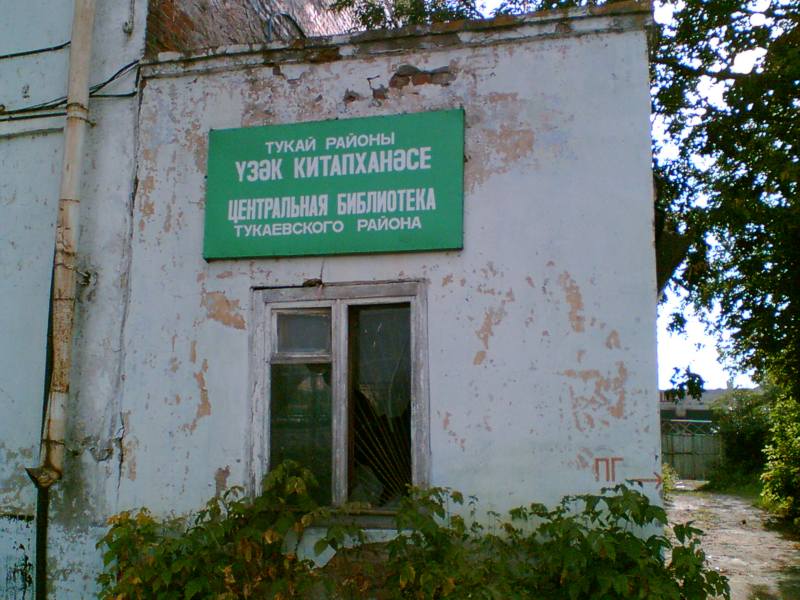 ТУКАЙ РАЙОНЫ
ҮЗӘК КИТАПХАНӘСЕ
ЦЕНТРАЛЬНАЯ БИБЛИОТЕКА
ТУКАЕВСКОГО РАЙОНА
ПГ